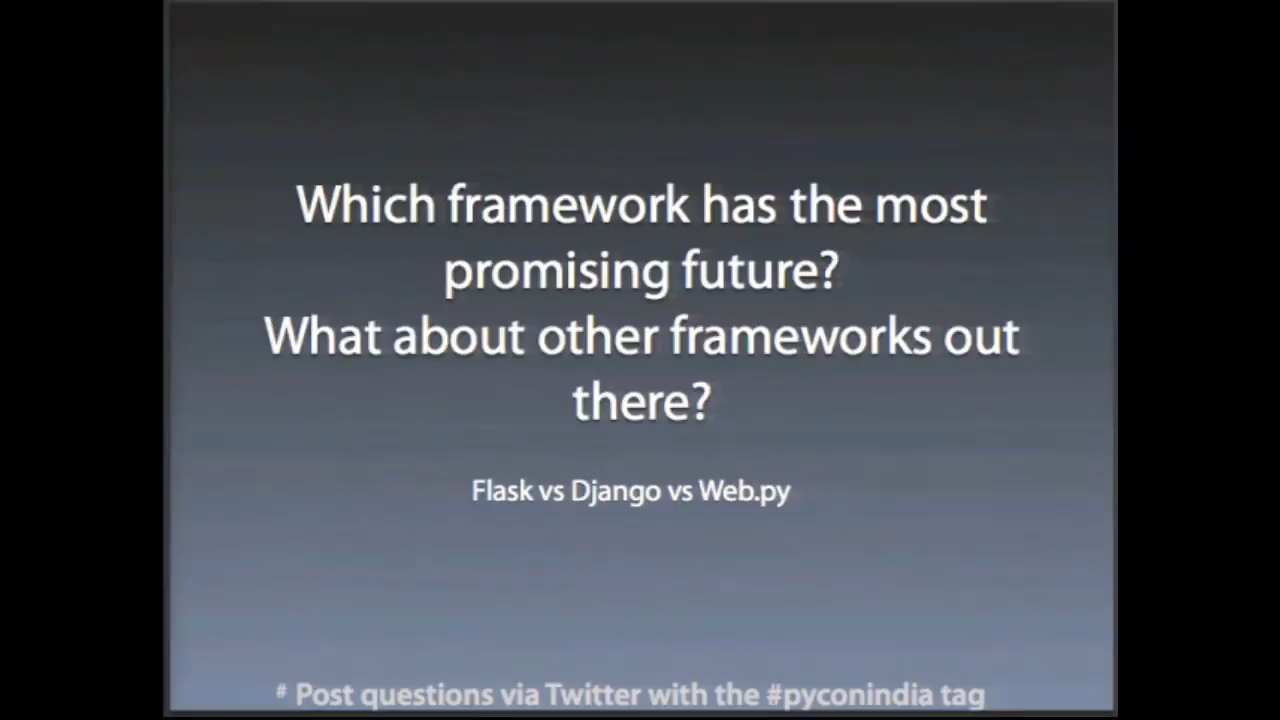 Which framework has the most
promising future?
What about other frameworks out
there?
Flask vs Django vs Web.py
# Post questions via Twitter with the #pyconindia tag